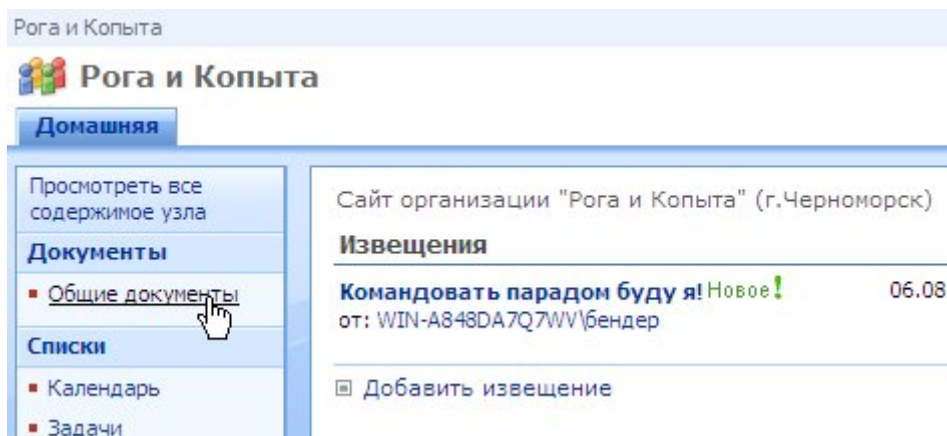 Рога и Копыта
Рога и Копыта
Домашняя
Просмотреть все
содержимое узла
Документы
Общие документы
Списки
Календарь
Задачи
Сайт организации "Рога и Копыта" (г.Черноморск)
Извещения
Командовать парадом буду я! Новое! 06.08
от: WIN-A848DA7Q7WV\бендер
Добавить извещение